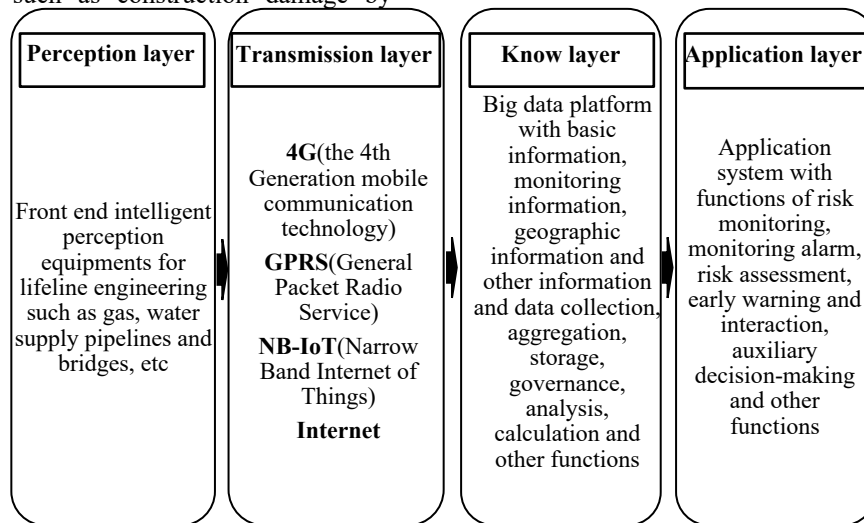 such as construction damage by
Perception layer
Front end intelligent
perception
equipments for
lifeline engineering
such as gas, water
supply pipelines and
bridges, etc
Transmission layer
4G(the 4th
Generation mobile
communication
technology)
GPRS(General
Packet Radio
Service)
NB-IoT(Narrow
Band Internet of
Things)
Internet
Know layer
Big data platform
with basic
information,
monitoring
information,
geographic
information and
other information
and data collection,
aggregation,
storage,
governance,
analysis,
calculation and
other functions
Application layer
Application
system with
functions of risk
monitoring,
monitoring alarm,
risk assessment,
early warning and
interaction,
auxiliary
decision-making
and other
functions